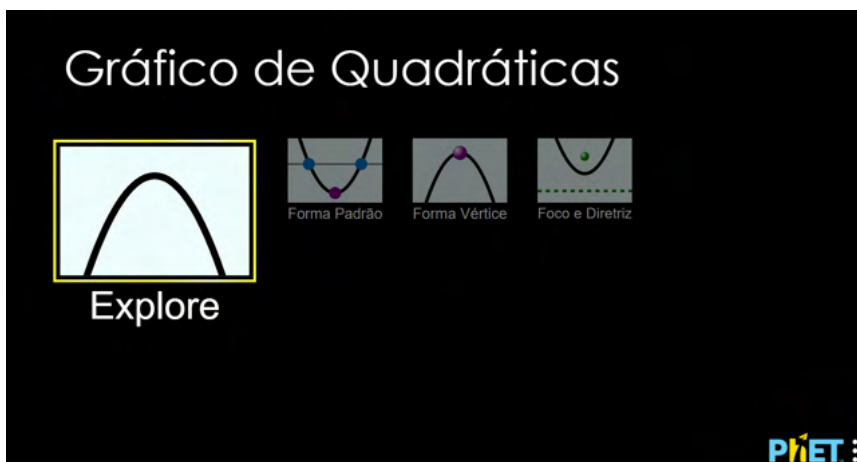 Gráfico de Quadráticas
Explore
Forma Padrão
Forma Vértice
Foco e Diretriz
PhET